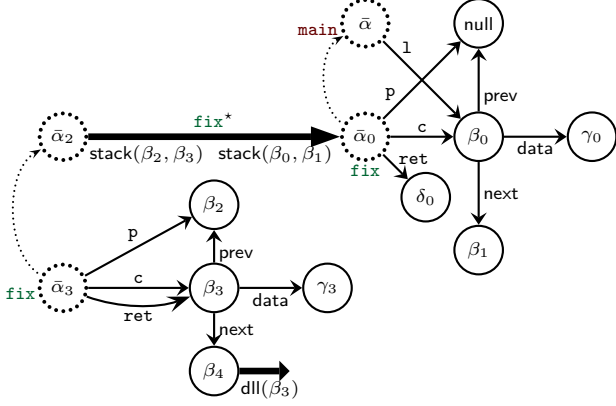 ᾱ
null
main
l
p
prev
fix*
ᾱ₂
ᾱ₀
c
β₀
γ₀
stack(β₂, β₃)
stack(β₀, β₁)
data
fix
ret
next
δ₀
β₂
β₁
p
prev
fix
ᾱ₃
c
β₃
γ₃
ret
data
next
β₄
dll(β₃)